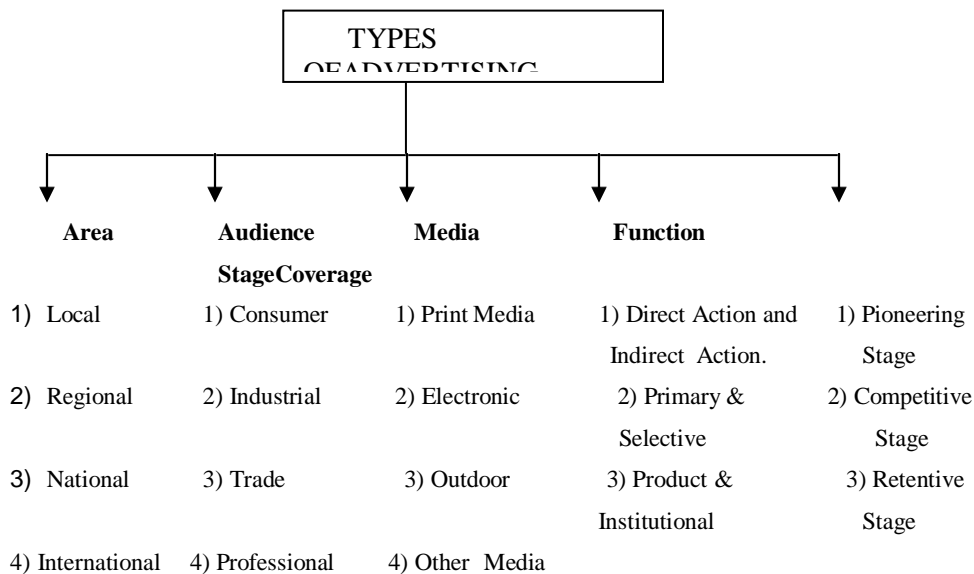 TYPES
OFADVERTISING
Area Audience Media Function
StageCoverage
1) Local 1) Consumer 1) Print Media 1) Direct Action and 1) Pioneering
Indirect Action. Stage
2) Regional 2) Industrial 2) Electronic 2) Primary & 2) Competitive
Selective Stage
3) National 3) Trade 3) Outdoor 3) Product & 3) Retentive
Institutional Stage
4) International 4) Professional 4) Other Media